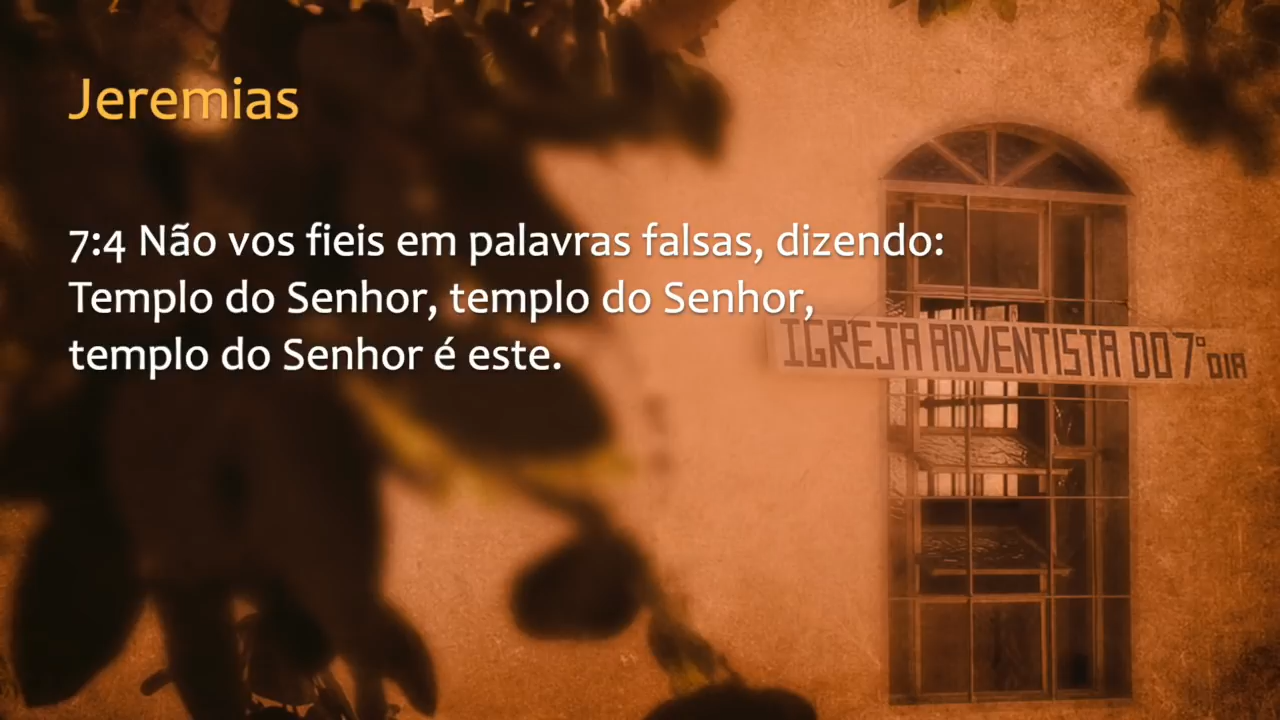 Jeremias
7:4 Não vos fieis em palavras falsas, dizendo:
Templo do Senhor, templo do Senhor,
templo do Senhor é este.
IGREJA ADVENTISTA DO 7° DIA